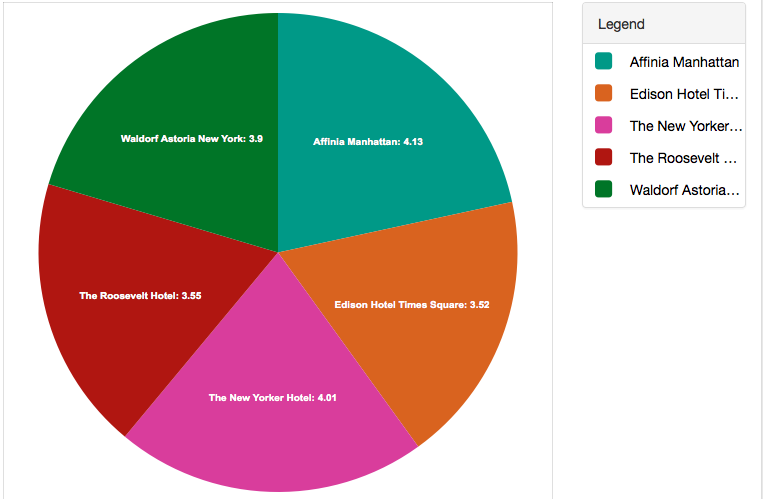 Waldorf Astoria New York: 3.9
Affinia Manhattan: 4.13
The Roosevelt Hotel: 3.55
Edison Hotel Times Square: 3.52
The New Yorker Hotel: 4.01
Legend
Affinia Manhattan
Edison Hotel Ti...
The New Yorker...
The Roosevelt ...
Waldorf Astoria...